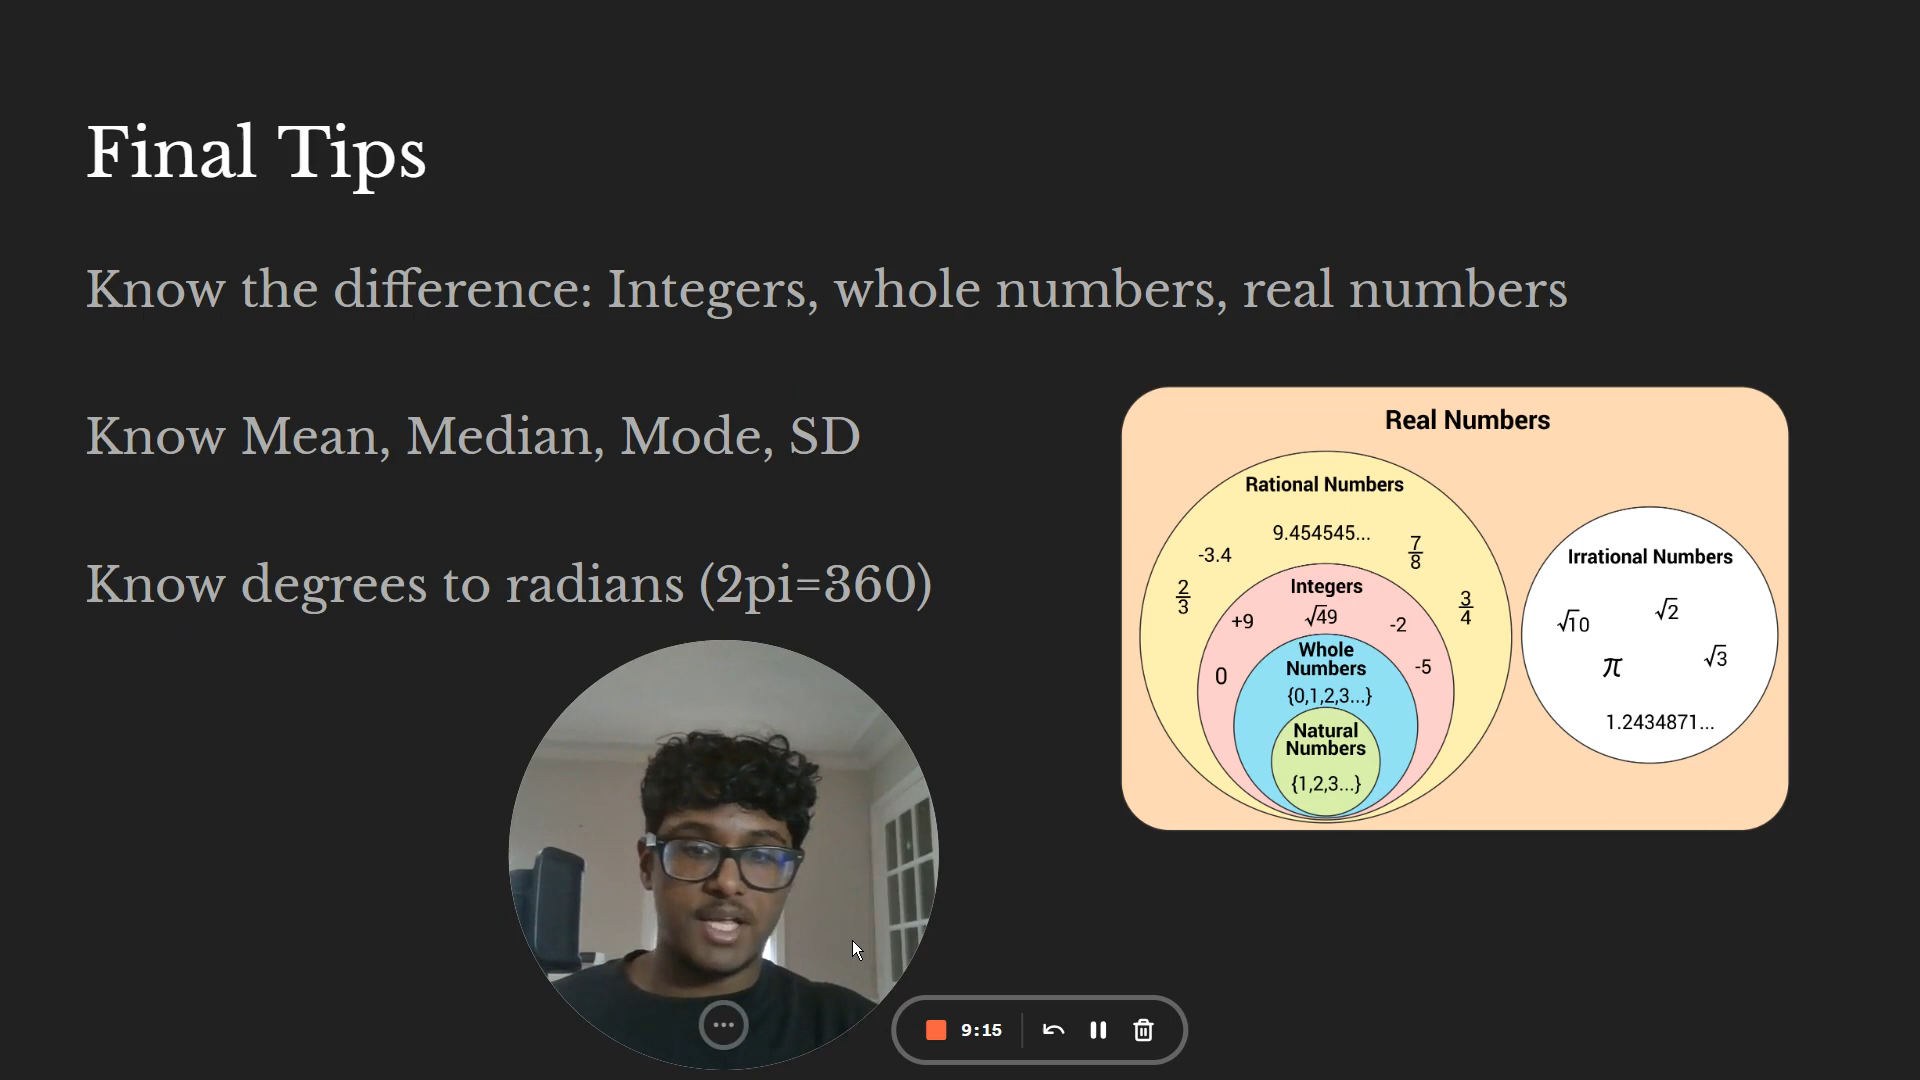 Final Tips
Know the difference: Integers, whole numbers, real numbers
Know Mean, Median, Mode, SD
Know degrees to radians (2pi=360)
Real Numbers
Rational Numbers
9.454545...
-3.4
7/8
2/3
3/4
Integers
+9
√49
-2
0
-5
Whole
Numbers
{0,1,2,3...}
Natural
Numbers
{1,2,3...}
Irrational Numbers
√10
√2
π
√3
1.2434871...
9:15